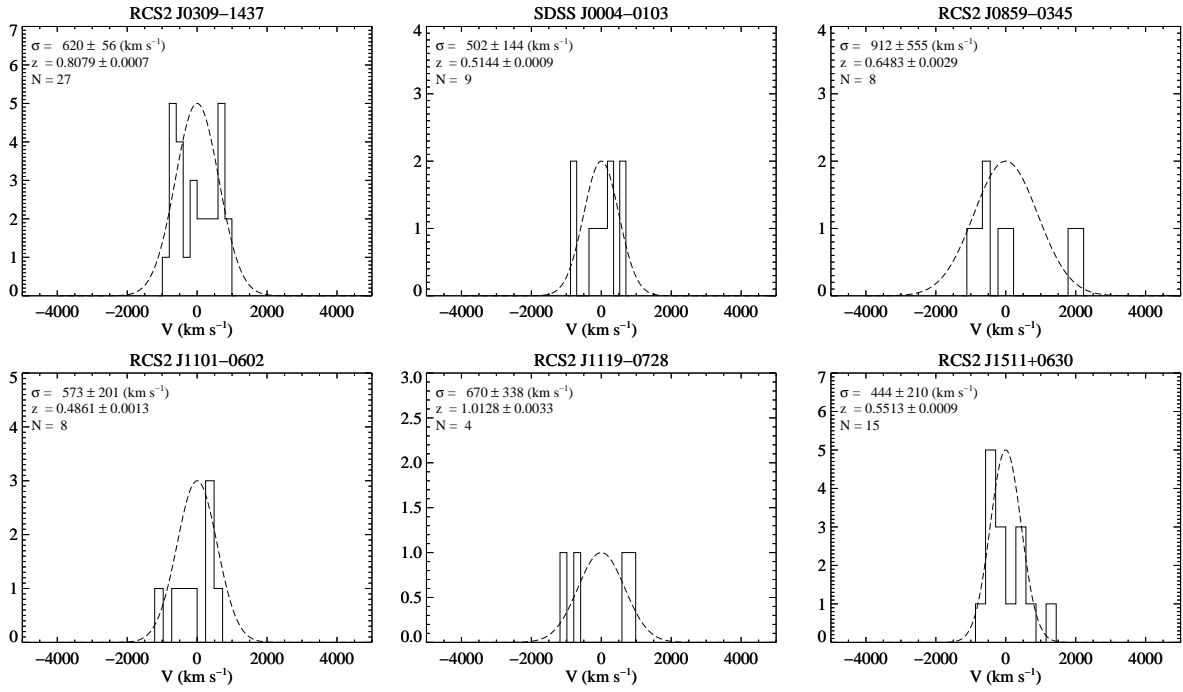 RCS2 J0309−1437
σ = 620 ± 56 (km s⁻¹)
z = 0.8079 ± 0.0007
N = 27
7
6
5
4
3
2
1
0
−4000 −2000 0 2000 4000
V (km s⁻¹)
SDSS J0004−0103
σ = 502 ± 144 (km s⁻¹)
z = 0.5144 ± 0.0009
N = 9
4
3
2
1
0
−4000 −2000 0 2000 4000
V (km s⁻¹)
RCS2 J0859−0345
σ = 912 ± 555 (km s⁻¹)
z = 0.6483 ± 0.0029
N = 8
4
3
2
1
0
−4000 −2000 0 2000 4000
V (km s⁻¹)
RCS2 J1101−0602
σ = 573 ± 201 (km s⁻¹)
z = 0.4861 ± 0.0013
N = 8
5
4
3
2
1
0
−4000 −2000 0 2000 4000
V (km s⁻¹)
RCS2 J1119−0728
σ = 670 ± 338 (km s⁻¹)
z = 1.0128 ± 0.0033
N = 4
3.0
2.5
2.0
1.5
1.0
0.5
0.0
−4000 −2000 0 2000 4000
V (km s⁻¹)
RCS2 J1511+0630
σ = 444 ± 210 (km s⁻¹)
z = 0.5513 ± 0.0009
N = 15
7
6
5
4
3
2
1
0
−4000 −2000 0 2000 4000
V (km s⁻¹)